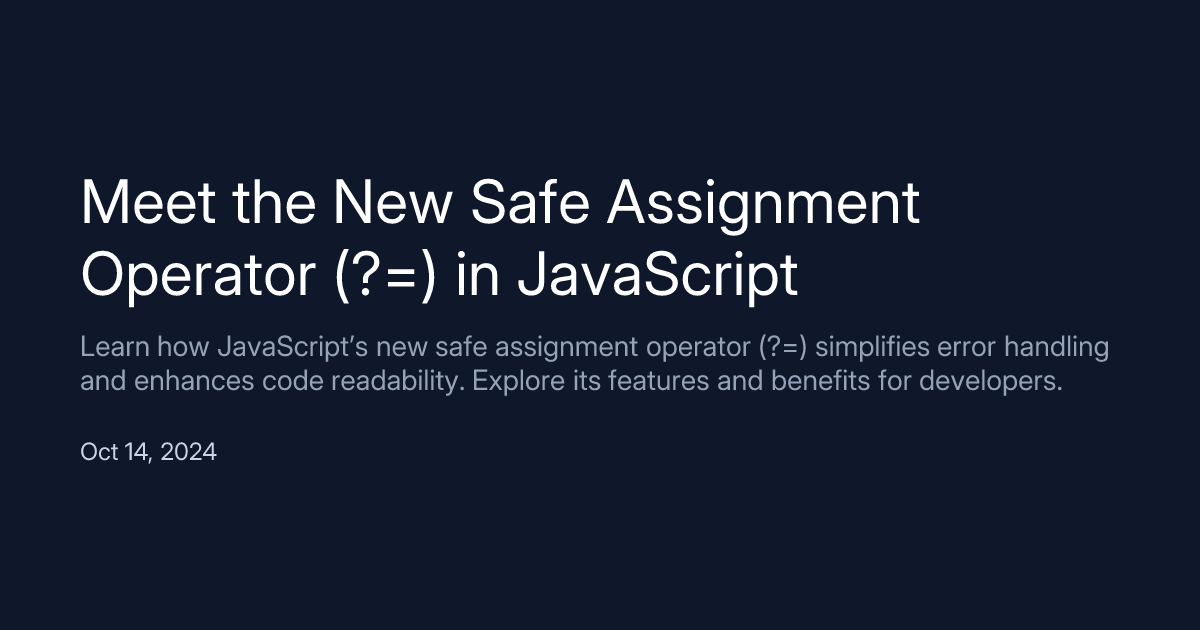 Meet the New Safe Assignment
Operator (?=) in JavaScript
Learn how JavaScript’s new safe assignment operator (?=) simplifies error handling
and enhances code readability. Explore its features and benefits for developers.
Oct 14, 2024